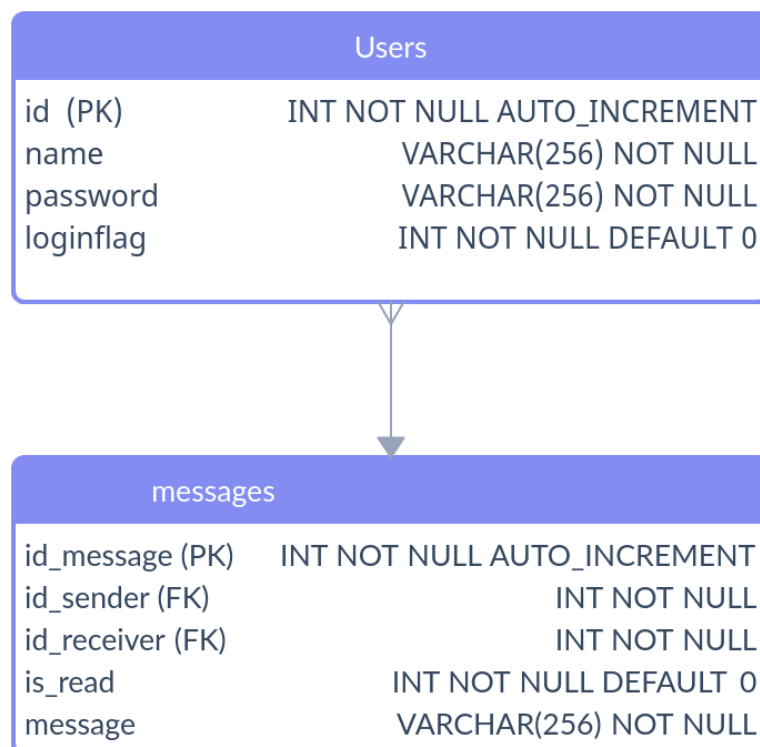 Users
id (PK) INT NOT NULL AUTO_INCREMENT
name VARCHAR(256) NOT NULL
password VARCHAR(256) NOT NULL
loginflag INT NOT NULL DEFAULT 0
messages
id_message (PK) INT NOT NULL AUTO_INCREMENT
id_sender (FK) INT NOT NULL
id_receiver (FK) INT NOT NULL
is_read INT NOT NULL DEFAULT 0
message VARCHAR(256) NOT NULL